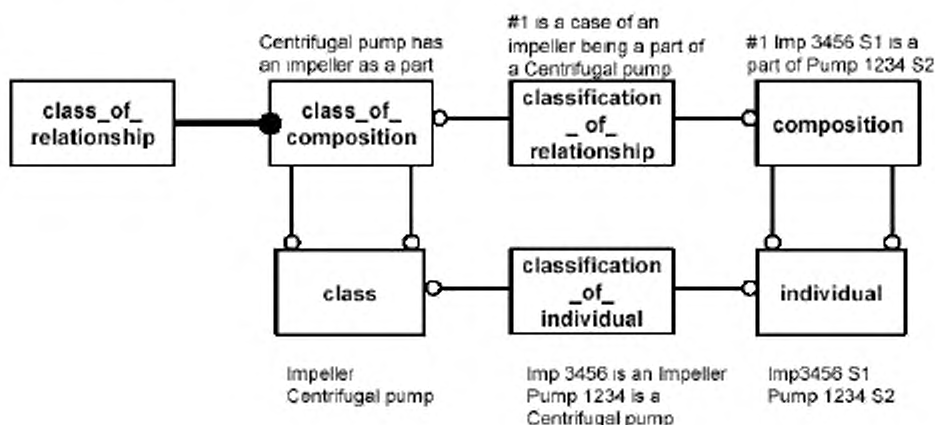 Centrifugal pump has
an impeller as a part
#1 is a case of an
impeller being a part of
a Centrifugal pump
#1 Imp 3456 S1 is a
part of Pump 1234 S2
class_of_
relationship
class_of_
composition
classification
_of_
relationship
composition
class
classification
_of_
individual
individual
Impeller
Centrifugal pump
Imp 3456 is an Impeller
Pump 1234 is a
Centrifugal pump
Imp3456 S1
Pump 1234 S2